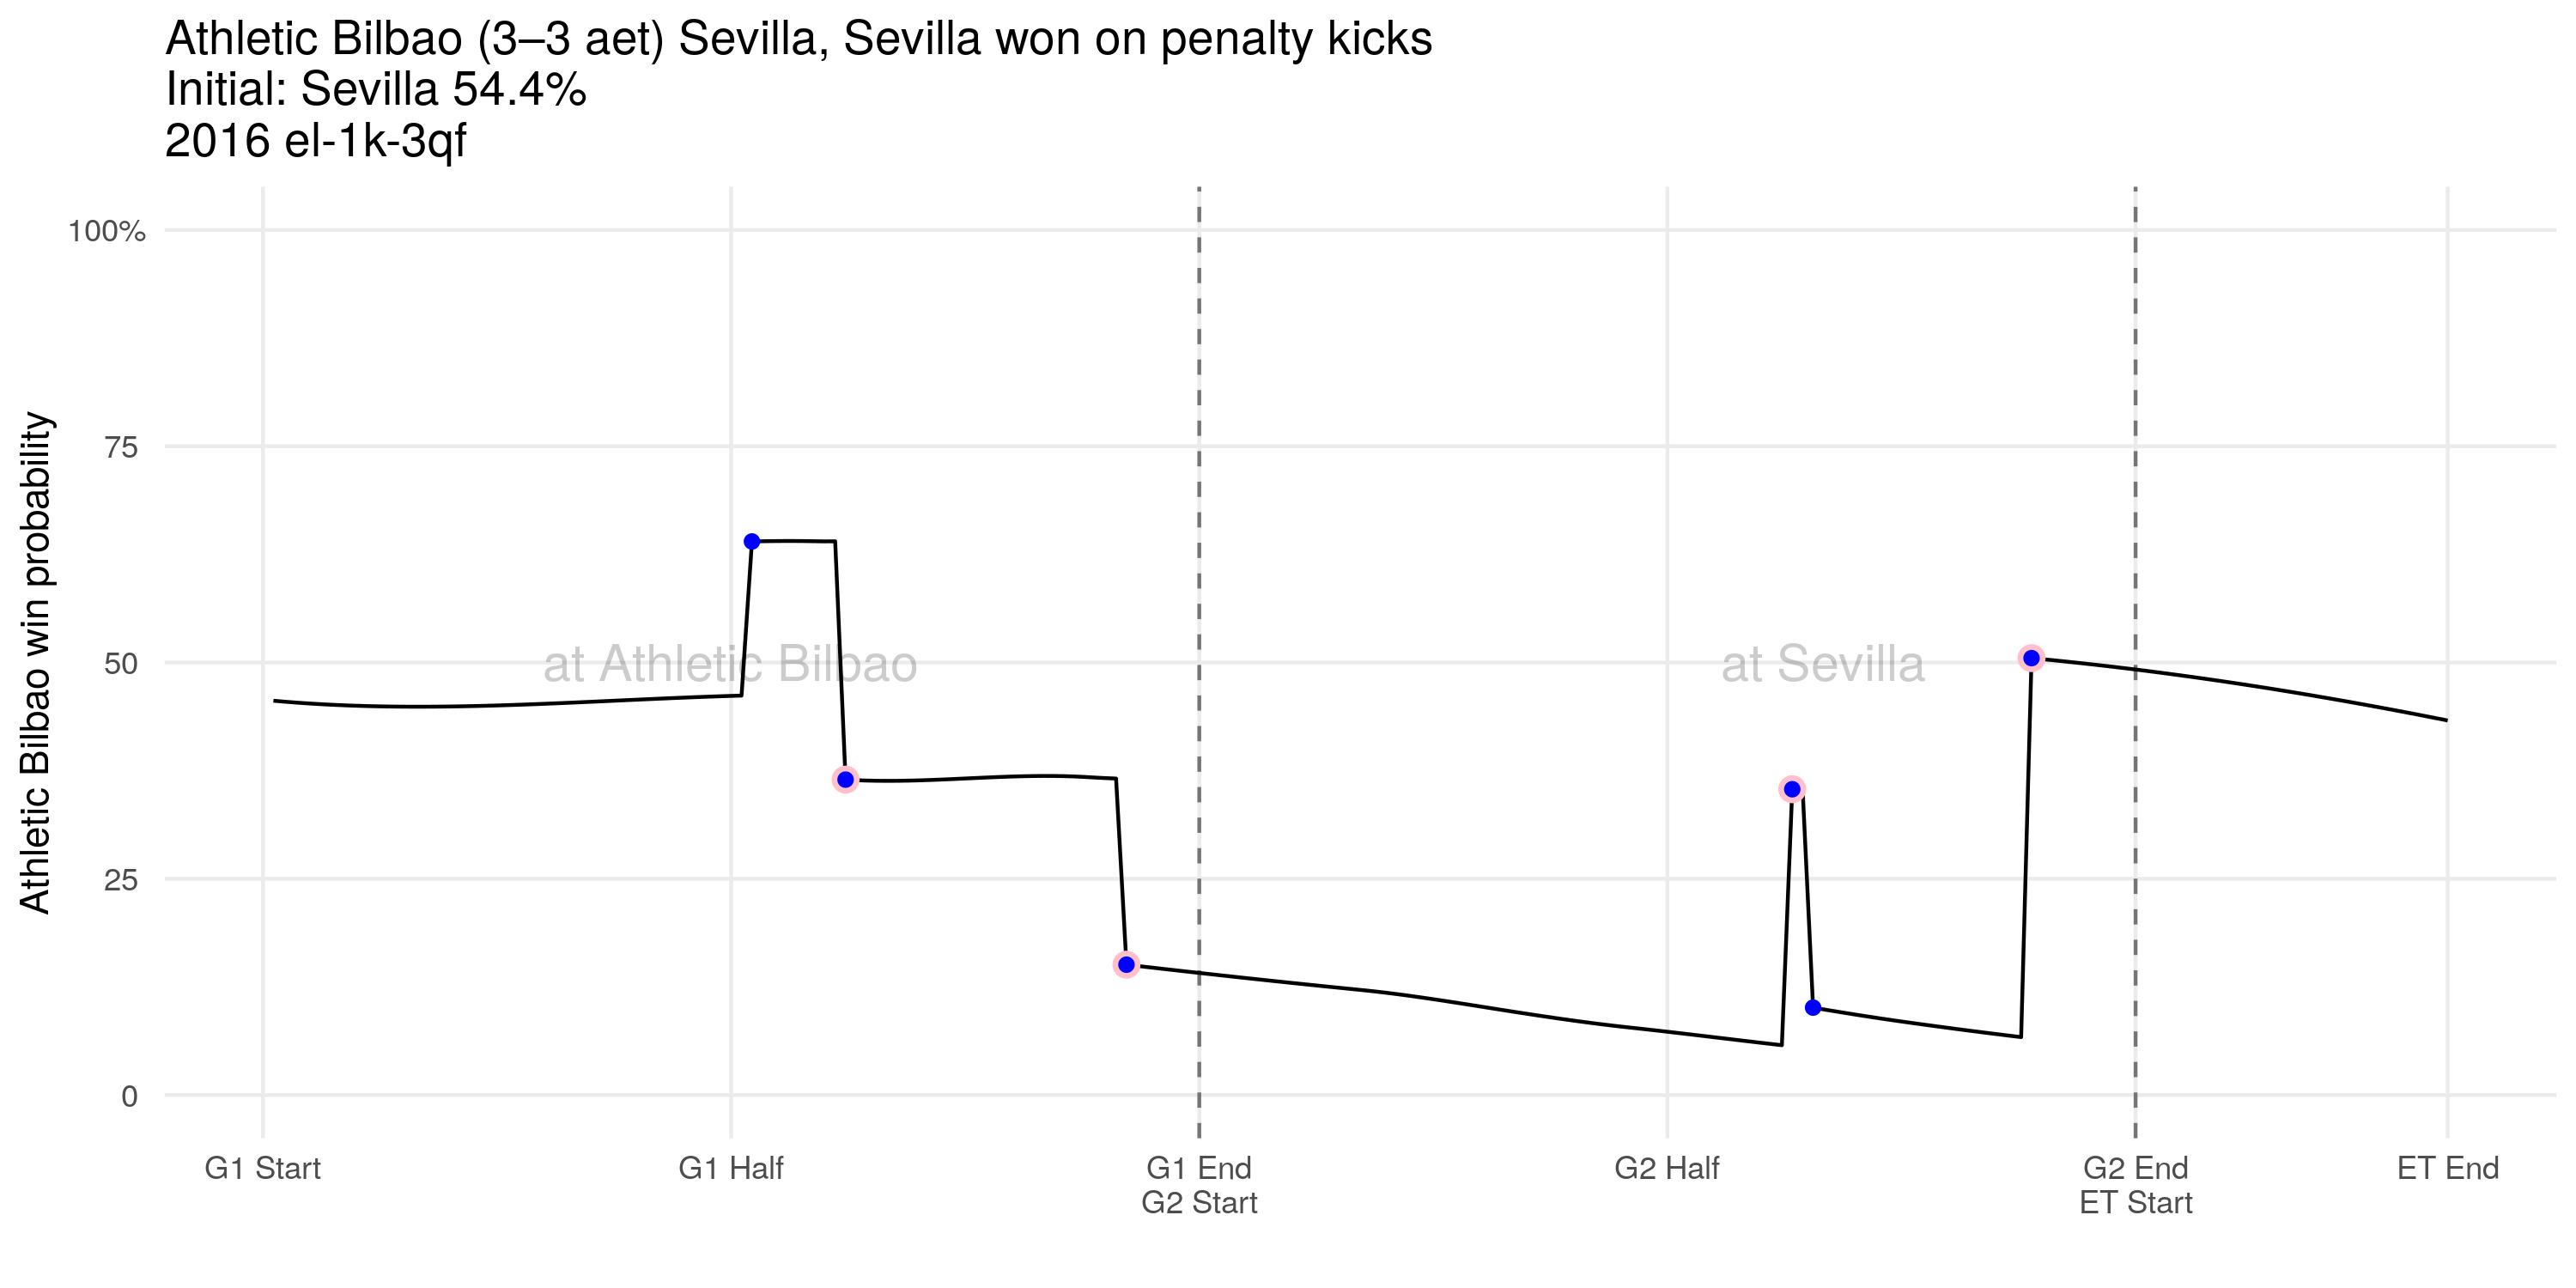 Athletic Bilbao (3–3 aet) Sevilla, Sevilla won on penalty kicks
Initial: Sevilla 54.4%
2016 el-1k-3qf
Athletic Bilbao win probability
100%
75
50
25
0
at Athletic Bilbao
at Sevilla
G1 Start
G1 Half
G1 End
G2 Start
G2 Half
G2 End
ET Start
ET End